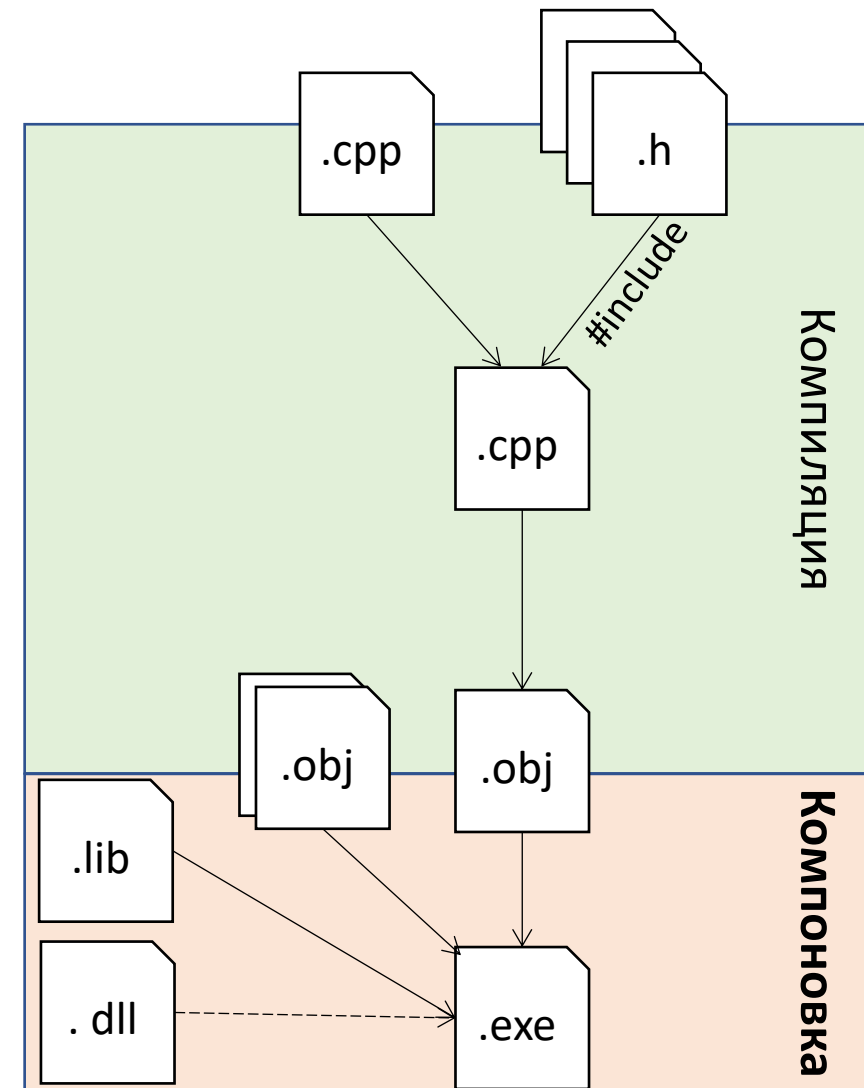 .cpp
.h
#include
Компиляция
.cpp
.obj
.obj
Компоновка
.lib
. dll
.exe